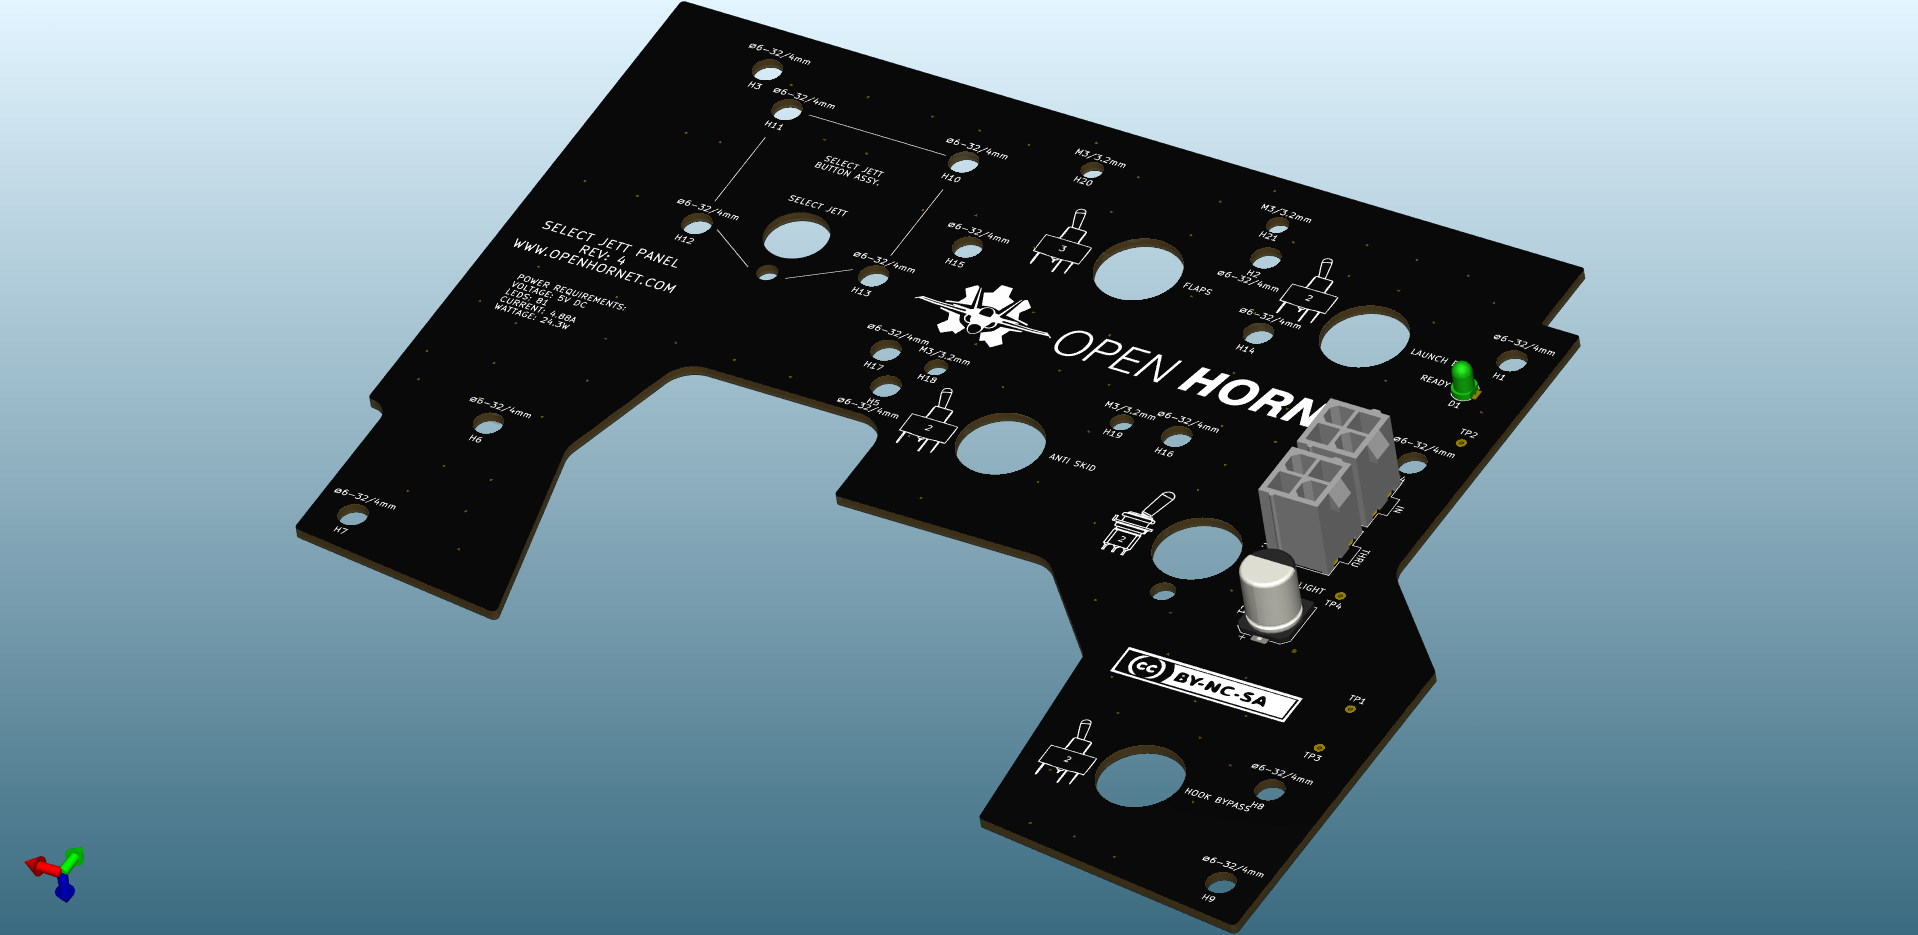 ø6-32/4mm
H3
ø6-32/4mm
H11
ø6-32/4mm
H10
M3/3.2mm
H20
SELECT JETT
BUTTON ASSY.
SELECT JETT
ø6-32/4mm
H12
ø6-32/4mm
H15
ø6-32/4mm
H13
3
FLAPS
M3/3.2mm
H21
H2
ø6-32/4mm
2
ø6-32/4mm
H14
LAUNCH
READY
D1
ø6-32/4mm
H1
SELECT JETT PANEL
REV: 4
WWW.OPENHORNET.COM
POWER REQUIREMENTS:
VOLTAGE: 5V DC
LEDS: 81
CURRENT: 4.88A
WATTAGE: 24.3W
OPEN HORN
ø6-32/4mm
H17
M3/3.2mm
H18
H5
ø6-32/4mm
2
ANTI SKID
M3/3.2mm
H19
ø6-32/4mm
H16
TP2
ø6-32/4mm
IN
THRU
ø6-32/4mm
H6
ø6-32/4mm
H7
2
LIGHT
TP4
+
CC
BY-NC-SA
TP1
TP3
2
HOOK BYPASS
ø6-32/4mm
H8
ø6-32/4mm
H9